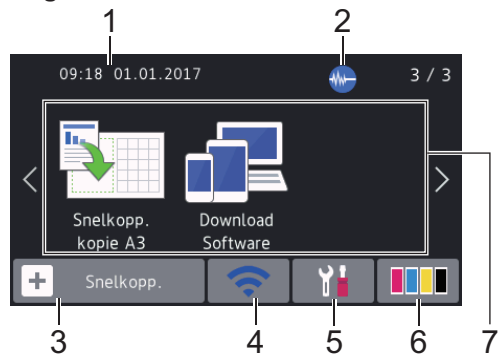 1 2
09:18 01.01.2017 3 / 3
Snelkopp. Download
kopie A3 Software
Snelkopp.
3 4 5 6 7